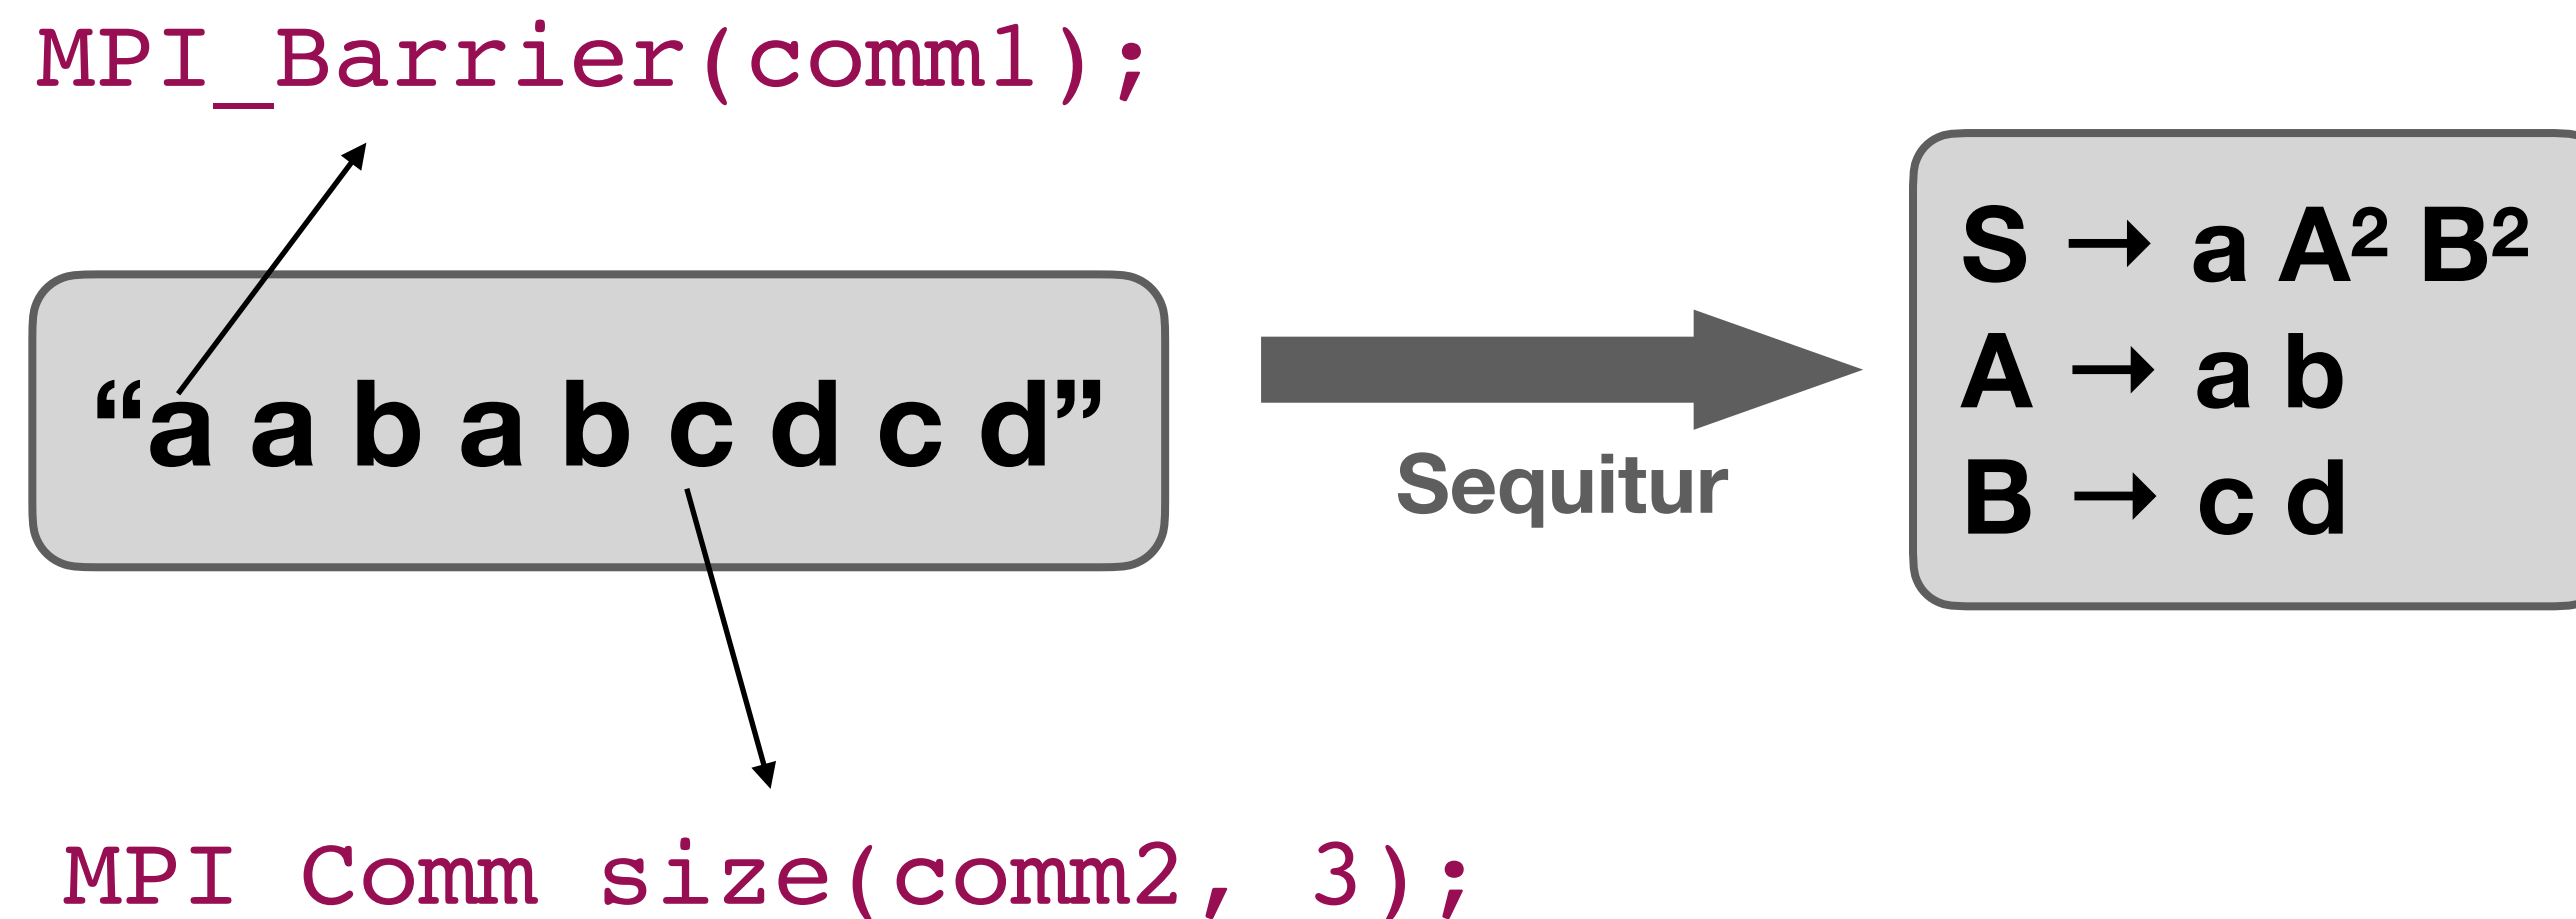 MPI_Barrier(comm1);
“a a b a b c d c d”
Sequitur
S → a A² B²
A → a b
B → c d
MPI Comm size(comm2, 3);